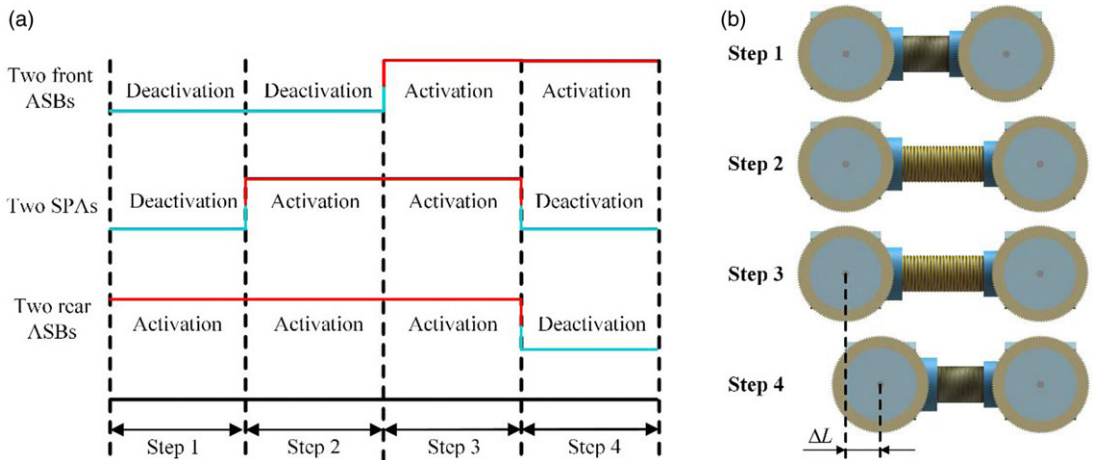 (a)
Two front
ASBs
Deactivation
Deactivation
Activation
Activation
Two SPAs
Deactivation
Activation
Activation
Deactivation
Two rear
ASBs
Activation
Activation
Activation
Deactivation
Step 1
Step 2
Step 3
Step 4
(b)
Step 1
Step 2
Step 3
Step 4
ΔL